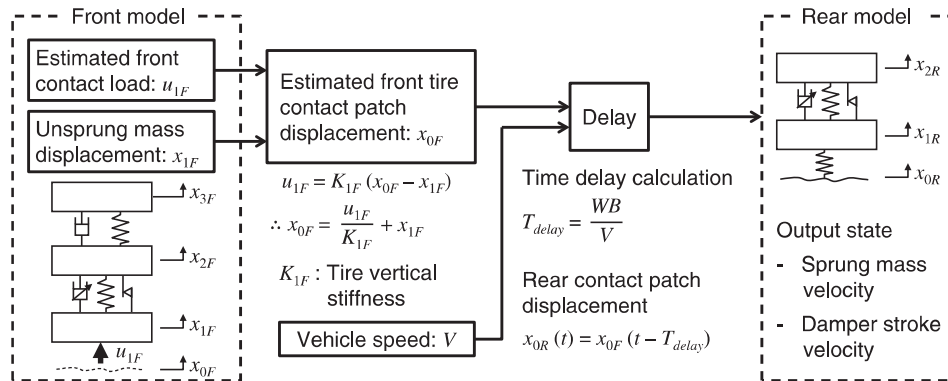 Front model
Estimated front
contact load: u1F
Unsprung mass
displacement: x1F
x3F
x2F
x1F
u1F
x0F
Estimated front tire
contact patch
displacement: x0F
u1F = K1F (x0F − x1F)
∴ x0F = u1F / K1F + x1F
K1F : Tire vertical
stiffness
Vehicle speed: V
Delay
Time delay calculation
Tdelay = WB / V
Rear contact patch
displacement
x0R (t) = x0F (t − Tdelay)
Rear model
x2R
x1R
x0R
Output state
- Sprung mass
velocity
- Damper stroke
velocity